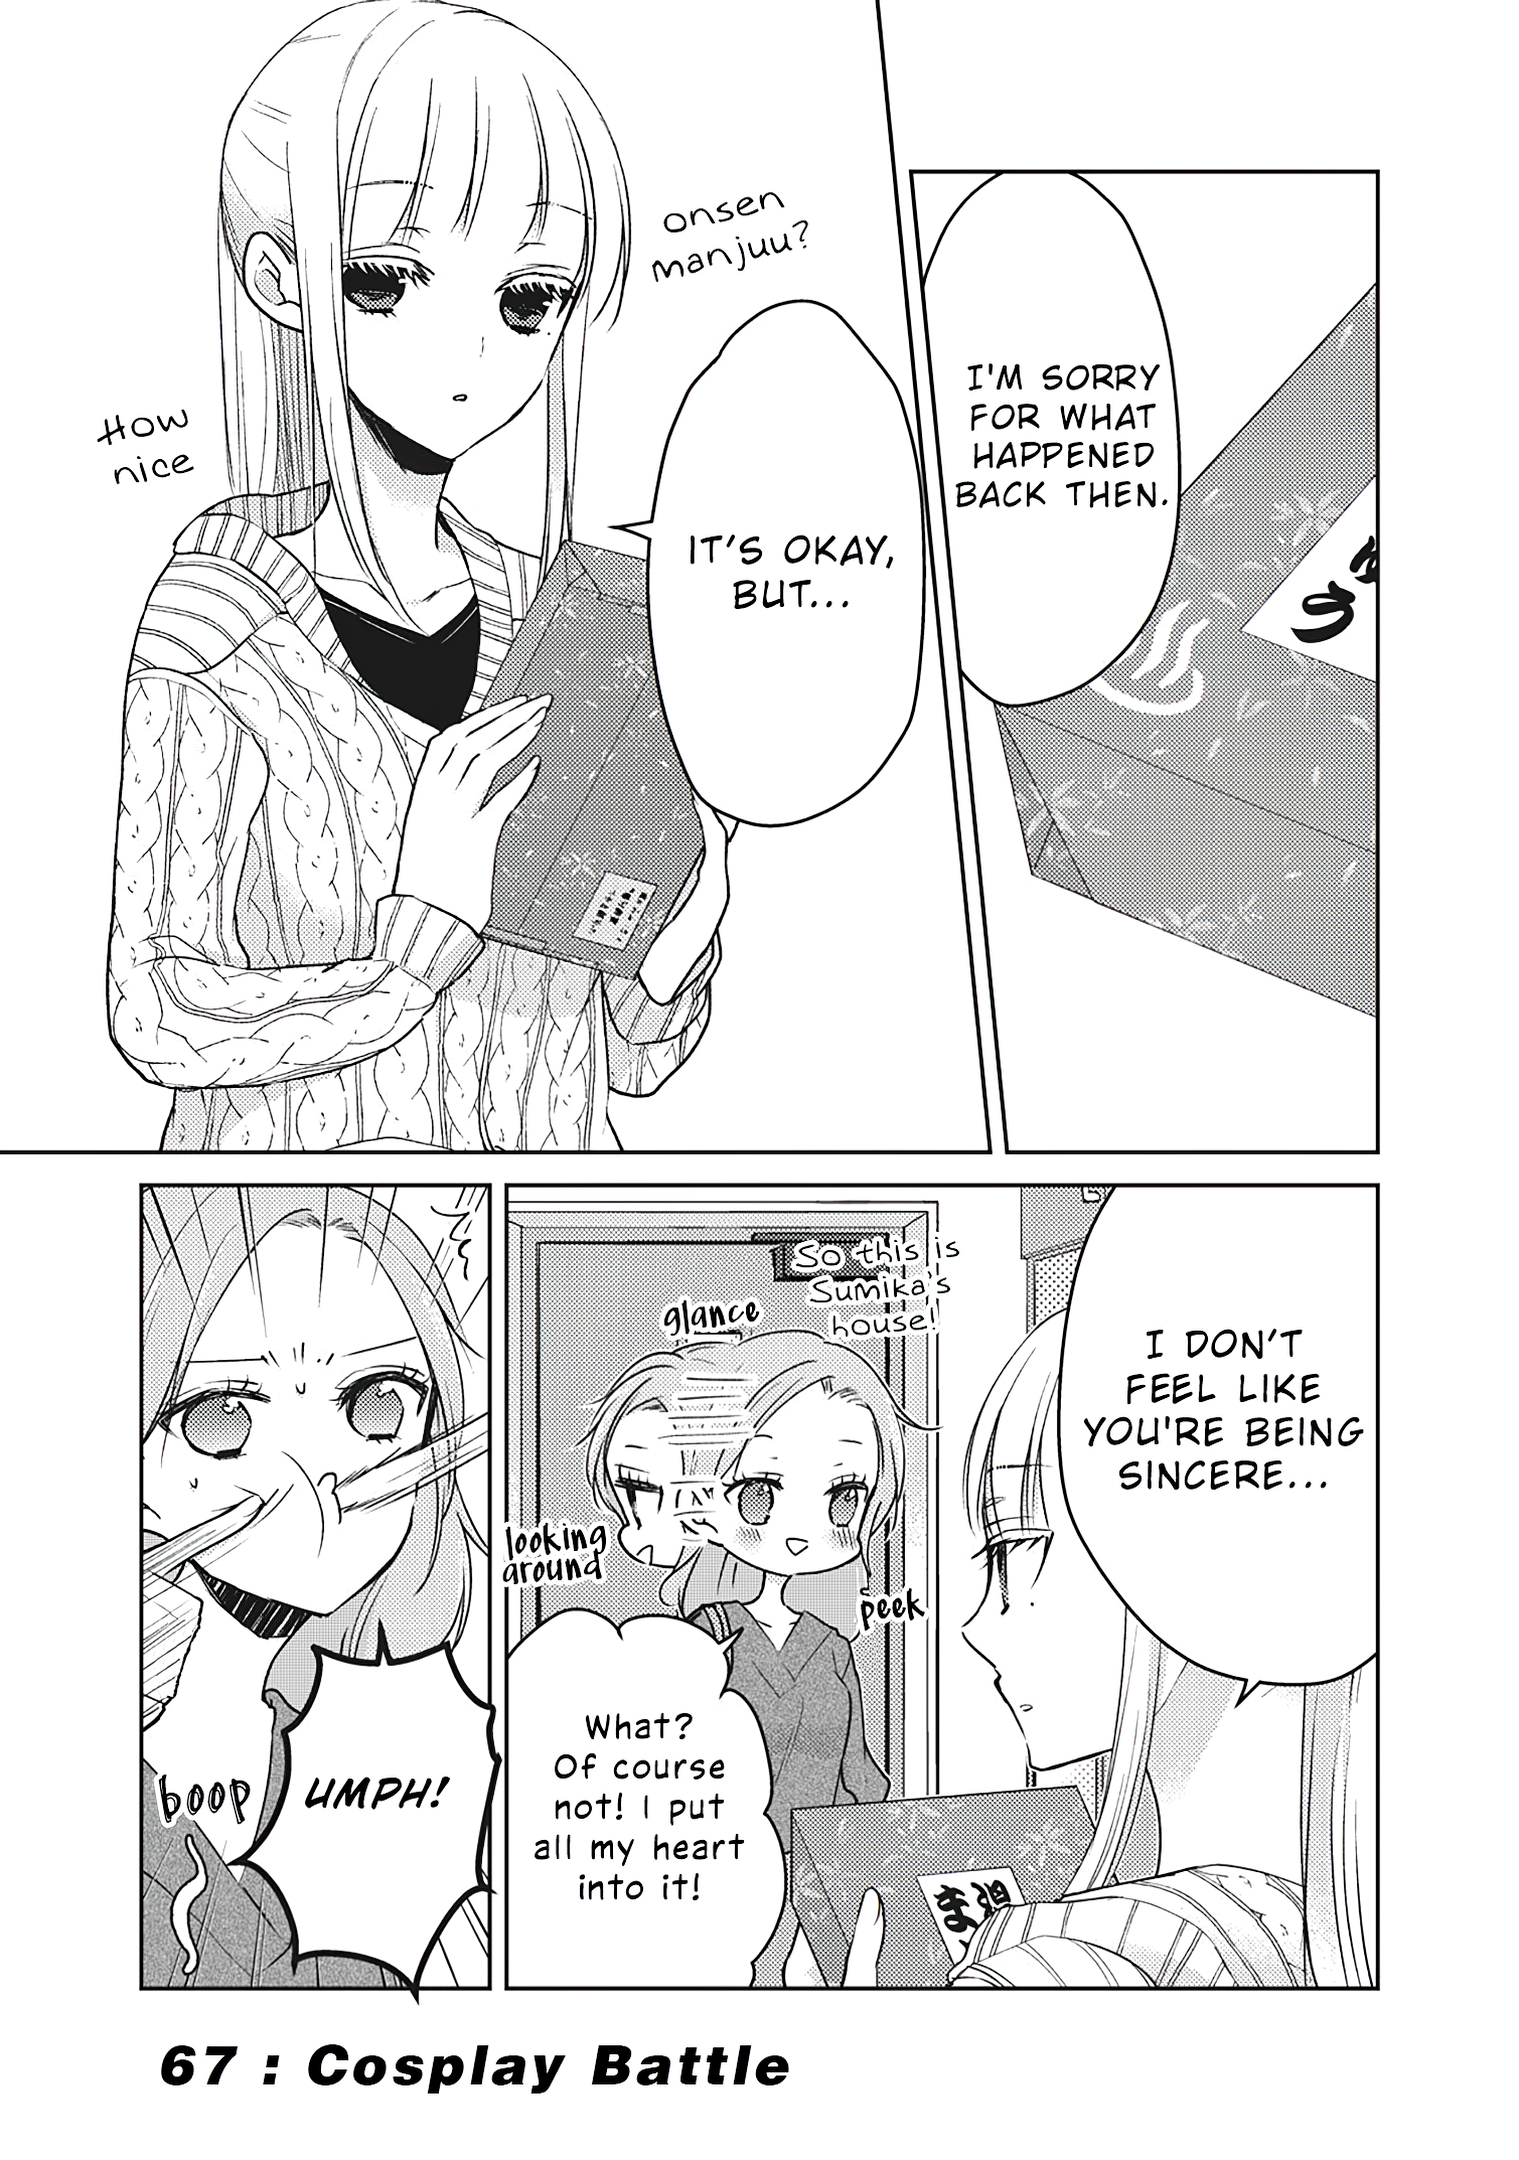 I'M SORRY
FOR WHAT
HAPPENED
BACK THEN.
onsen
manjuu?
IT'S OKAY,
BUT...
How
nice
I DON'T
FEEL LIKE
YOU'RE BEING
SINCERE...
So this is
Sumika's
house!
glance
looking
around
peek
What?
Of course
not! I put
all my heart
into it!
UMPH!
boop
67 : Cosplay Battle